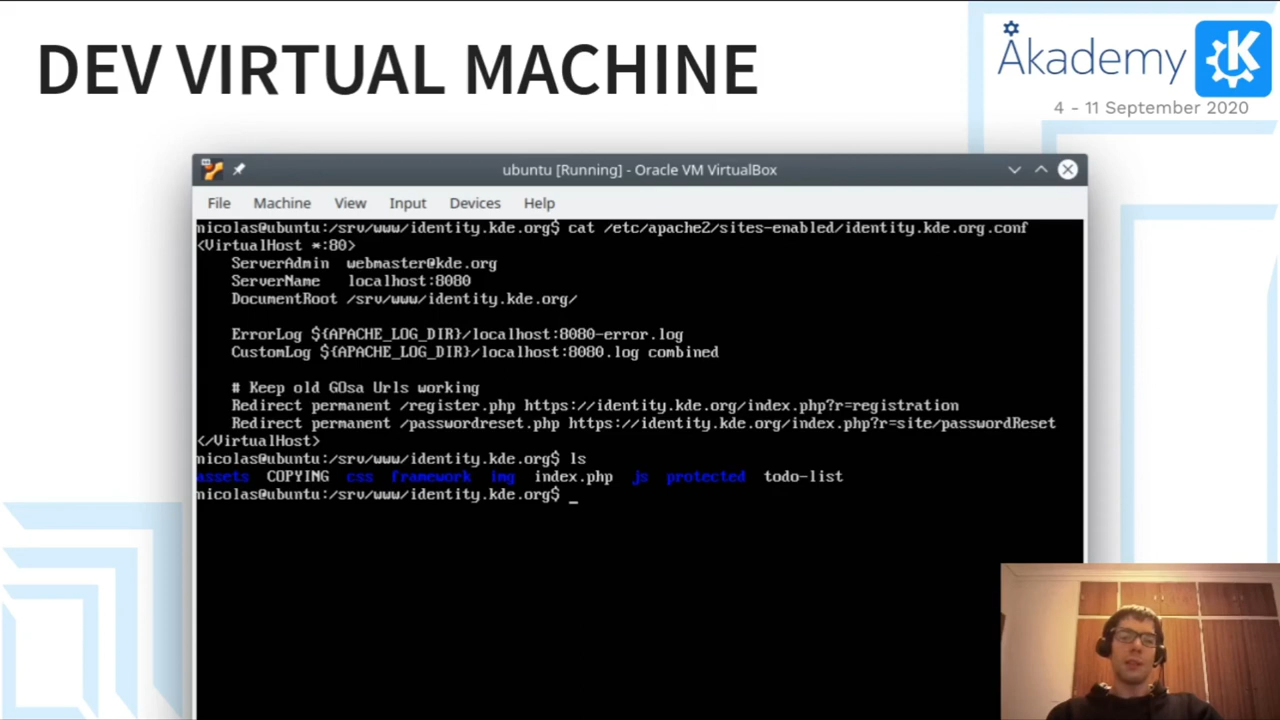 DEV VIRTUAL MACHINE
Akademy
4 - 11 September 2020
ubuntu [Running] - Oracle VM VirtualBox
File Machine View Input Devices Help
nicolas@ubuntu:/srv/www/identity.kde.org$ cat /etc/apache2/sites-enabled/identity.kde.org.conf
<VirtualHost *:80>
ServerAdmin webmaster@kde.org
ServerName localhost:8080
DocumentRoot /srv/www/identity.kde.org/
ErrorLog ${APACHE_LOG_DIR}/localhost:8080-error.log
CustomLog ${APACHE_LOG_DIR}/localhost:8080.log combined
# Keep old GOsa Urls working
Redirect permanent /register.php https://identity.kde.org/index.php?r=registration
Redirect permanent /passwordreset.php https://identity.kde.org/index.php?r=site/passwordReset
</VirtualHost>
nicolas@ubuntu:/srv/www/identity.kde.org$ ls
assets COPYING css framework img index.php js protected todo-list
nicolas@ubuntu:/srv/www/identity.kde.org$ _